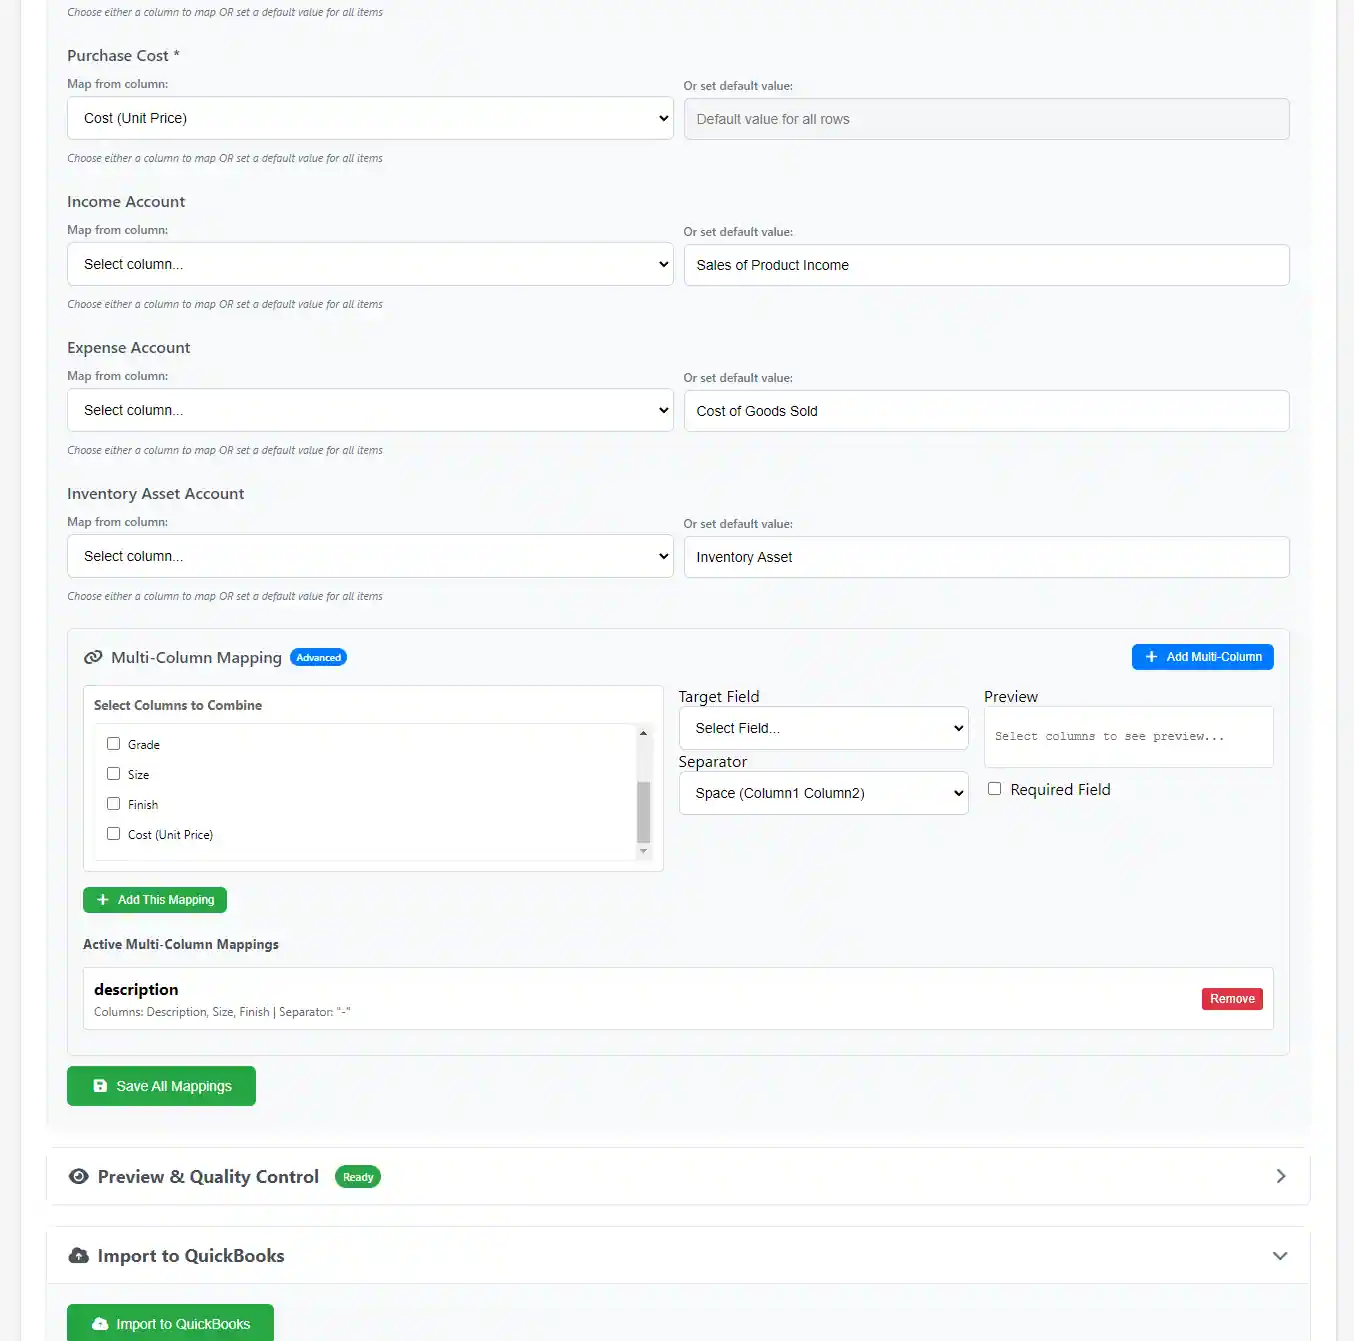 Choose either a column to map OR set a default value for all items
Purchase Cost *
Map from column:
Or set default value:
Cost (Unit Price)
Default value for all rows
Choose either a column to map OR set a default value for all items
Income Account
Map from column:
Or set default value:
Select column...
Sales of Product Income
Choose either a column to map OR set a default value for all items
Expense Account
Map from column:
Or set default value:
Select column...
Cost of Goods Sold
Choose either a column to map OR set a default value for all items
Inventory Asset Account
Map from column:
Or set default value:
Select column...
Inventory Asset
Choose either a column to map OR set a default value for all items
Multi-Column Mapping Advanced
Add Multi-Column
Select Columns to Combine
Grade
Size
Finish
Cost (Unit Price)
Target Field
Select Field...
Separator
Space (Column1 Column2)
Preview
Select columns to see preview...
Required Field
Add This Mapping
Active Multi-Column Mappings
description
Columns: Description, Size, Finish | Separator: "-"
Remove
Save All Mappings
Preview & Quality Control Ready
Import to QuickBooks
Import to QuickBooks